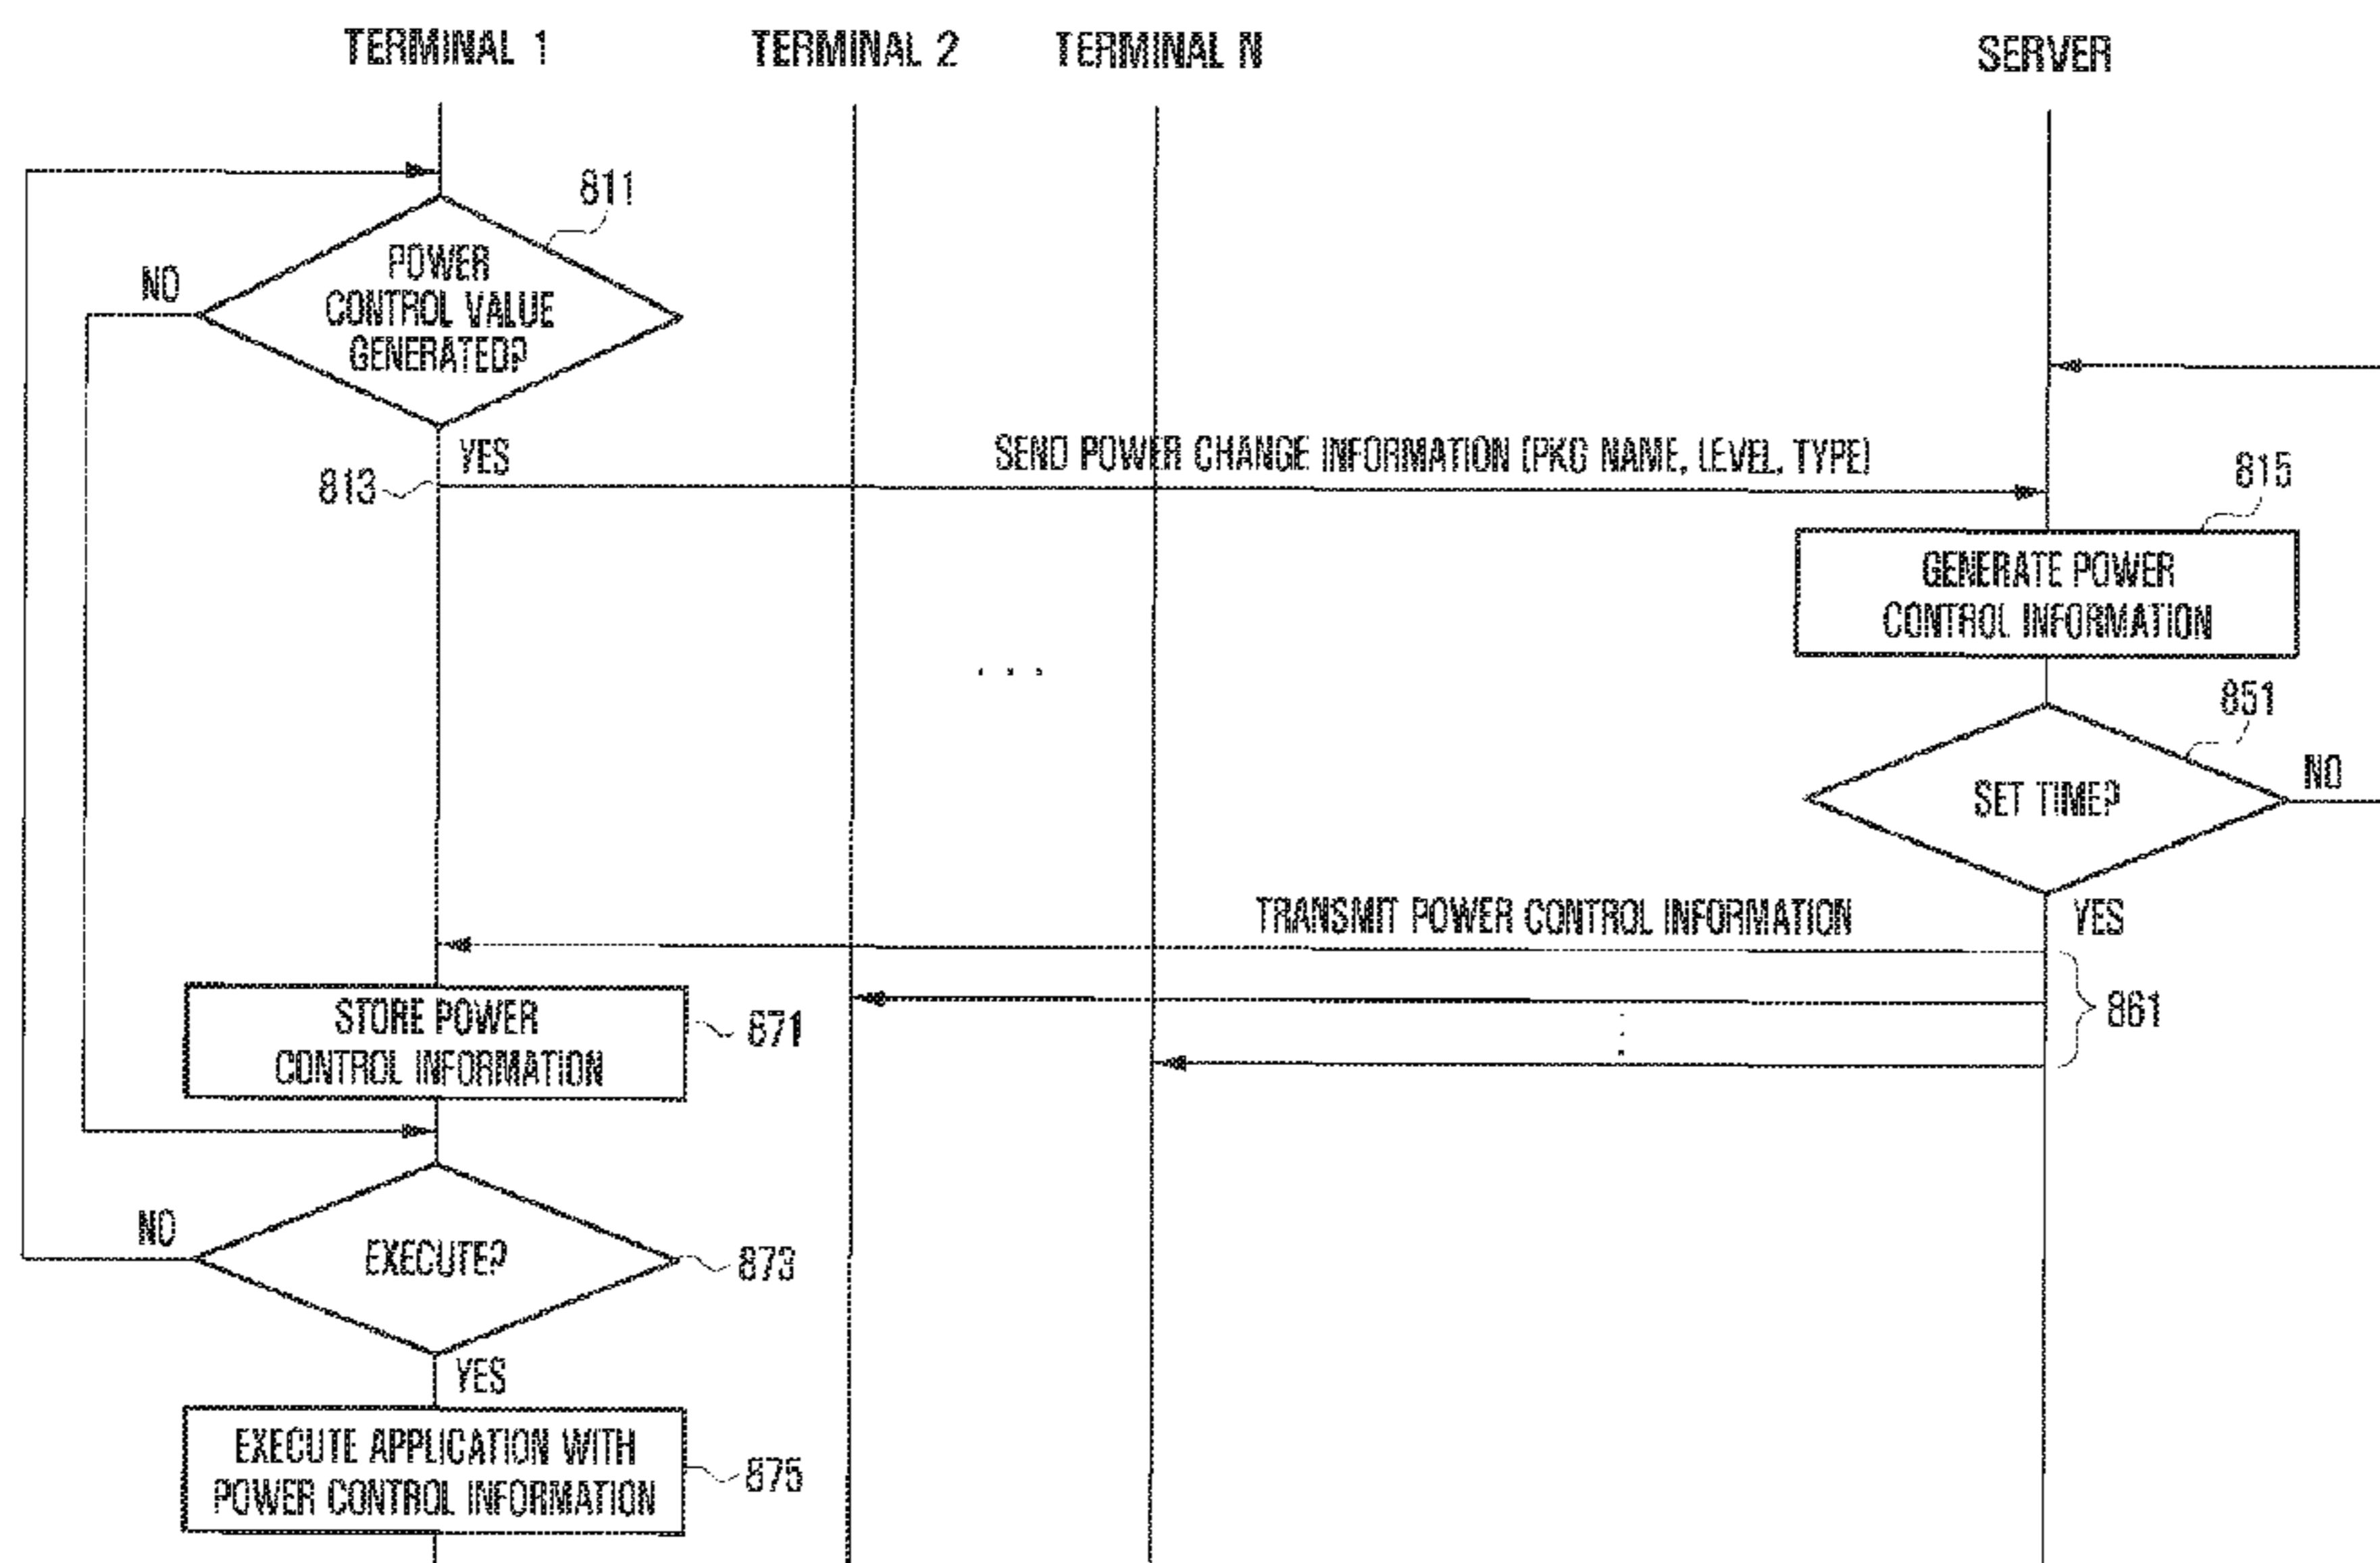 TERMINAL 1
TERMINAL 2
TERMINAL N
SERVER
811
POWER
CONTROL VALUE
GENERATED?
NO
YES
813
SEND POWER CHANGE INFORMATION (PKG NAME, LEVEL, TYPE)
815
GENERATE POWER
CONTROL INFORMATION
...
851
SET TIME?
NO
YES
TRANSMIT POWER CONTROL INFORMATION
861
STORE POWER
CONTROL INFORMATION
871
NO
EXECUTE?
873
YES
EXECUTE APPLICATION WITH
POWER CONTROL INFORMATION
875